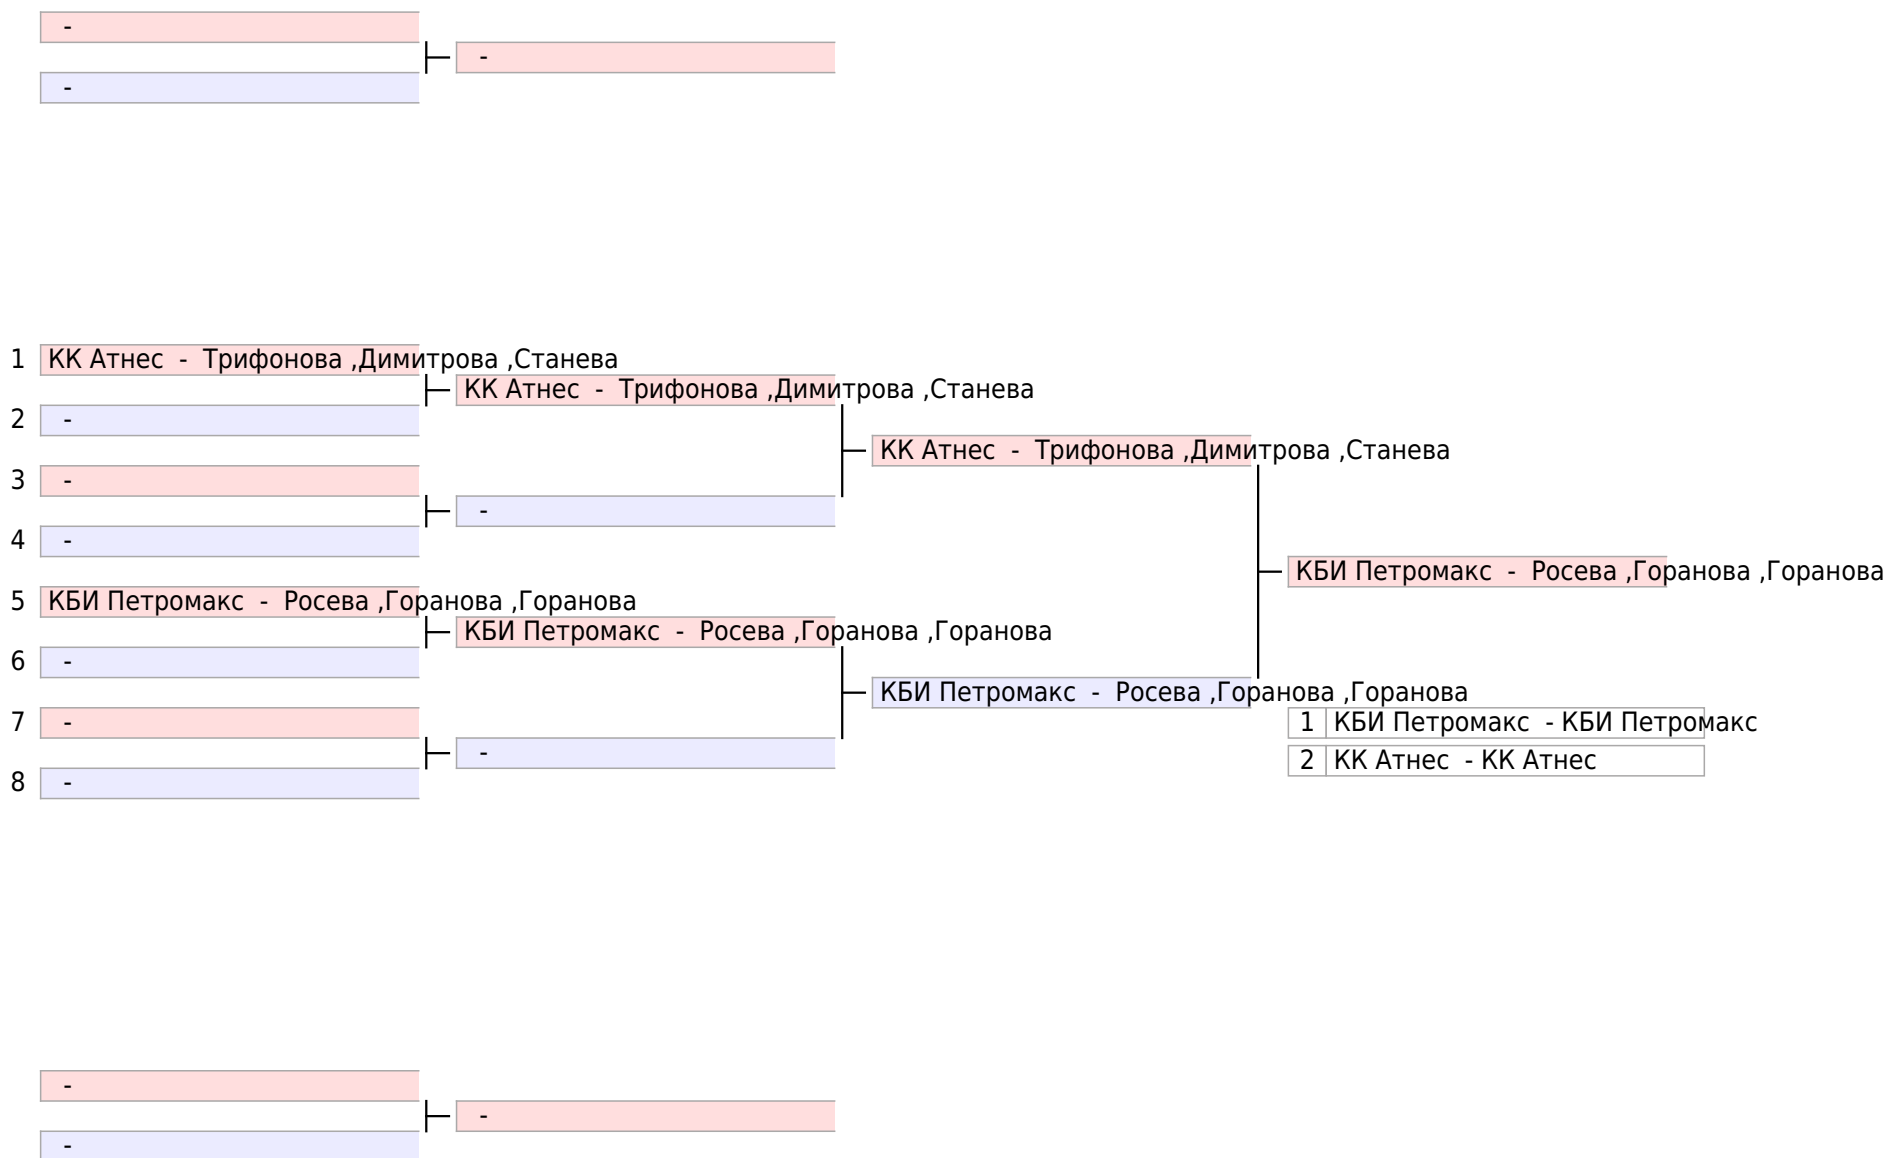 -
-
-
1 КК Атнес - Трифонова ,Димитрова ,Станева
КК Атнес - Трифонова ,Димитрова ,Станева
2 -
КК Атнес - Трифонова ,Димитрова ,Станева
3 -
-
4 -
КБИ Петромакс - Росева ,Горанова ,Горанова
5 КБИ Петромакс - Росева ,Горанова ,Горанова
КБИ Петромакс - Росева ,Горанова ,Горанова
6 -
КБИ Петромакс - Росева ,Горанова ,Горанова
7 -
1 КБИ Петромакс - КБИ Петромакс
-
2 КК Атнес - КК Атнес
8 -
-
-
-